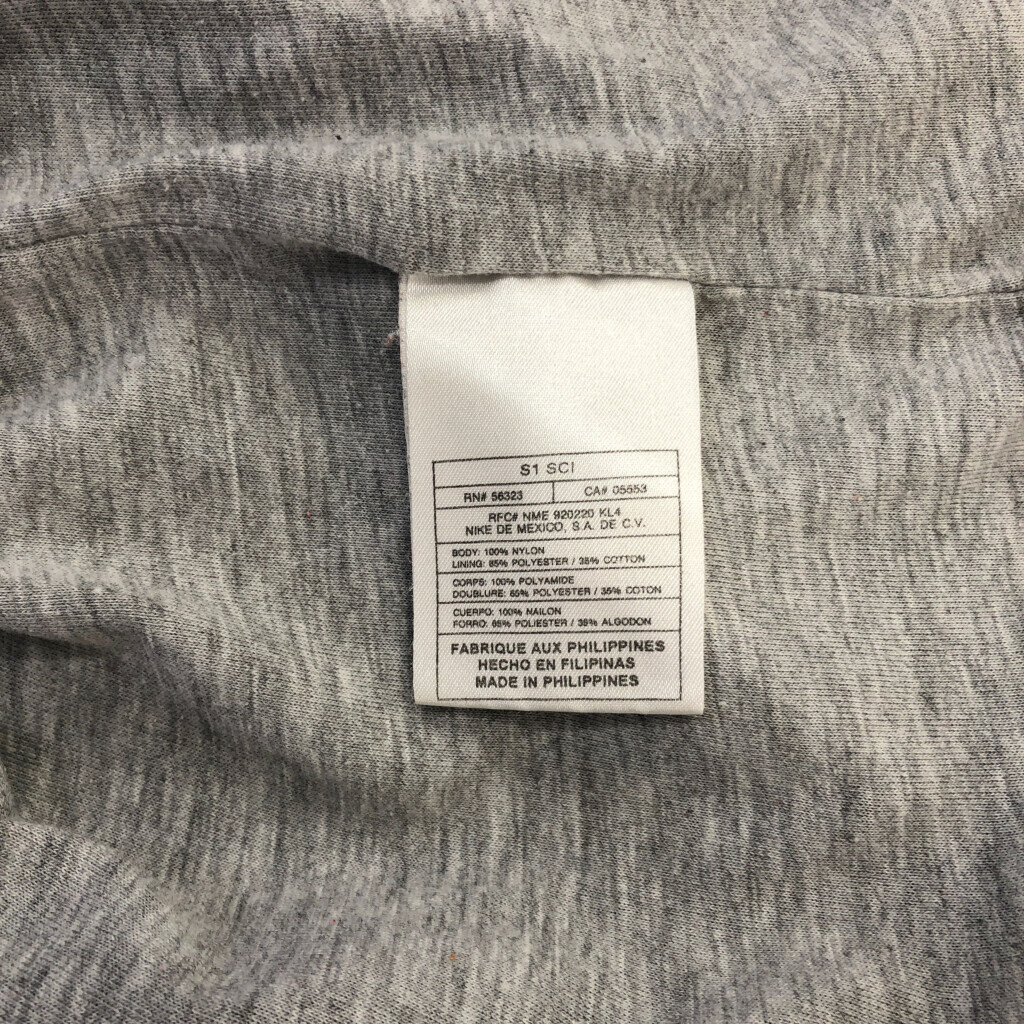 S1 SCI
RN# 56323 CA# 05553
RFC# NME 920220 KL4
NIKE DE MEXICO, S.A. DE C.V.
BODY: 100% NYLON
LINING: 65% POLYESTER / 35% COTTON
CORPS: 100% POLYAMIDE
DOUBLURE: 65% POLYESTER / 35% COTON
CUERPO: 100% NAILON
FORRO: 65% POLIESTER / 35% ALGODON
FABRIQUE AUX PHILIPPINES
HECHO EN FILIPINAS
MADE IN PHILIPPINES